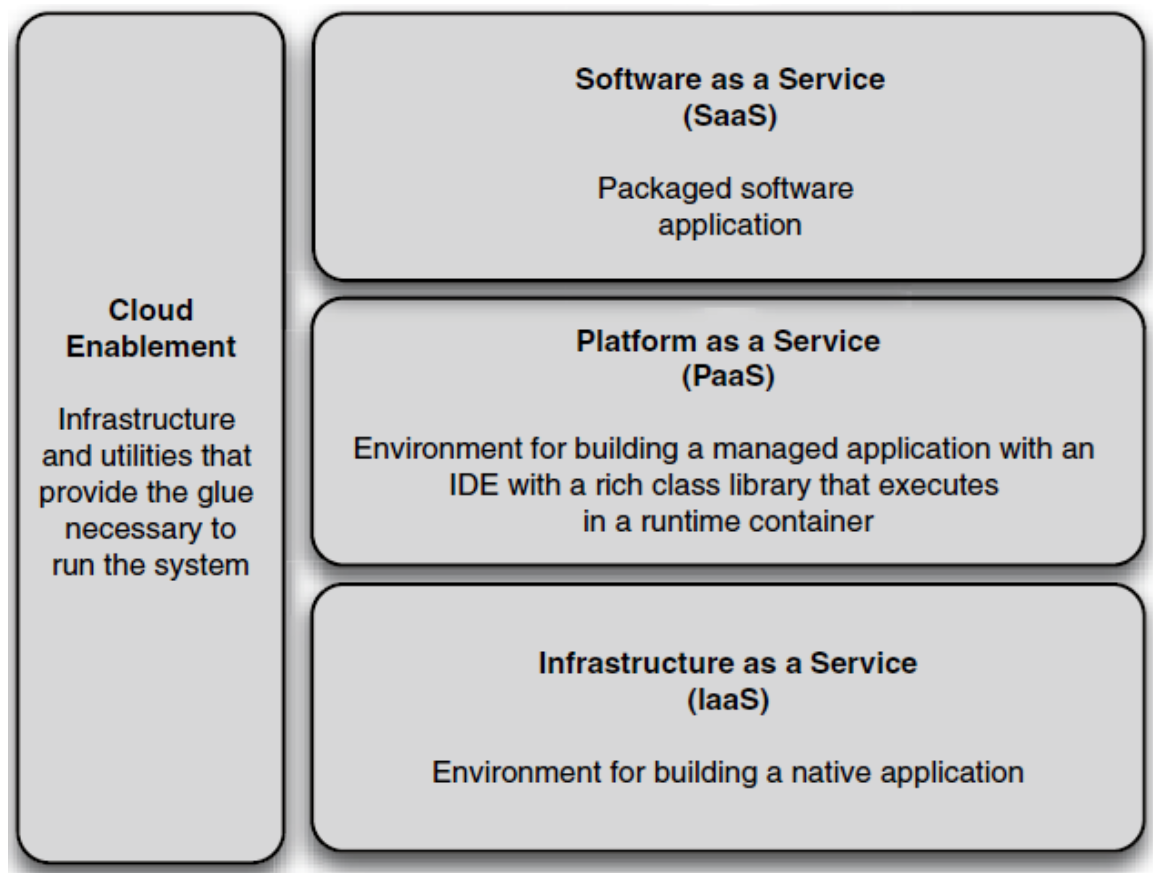 Cloud
Enablement
Infrastructure
and utilities that
provide the glue
necessary to
run the system
Software as a Service
(SaaS)
Packaged software
application
Platform as a Service
(PaaS)
Environment for building a managed application with an
IDE with a rich class library that executes
in a runtime container
Infrastructure as a Service
(IaaS)
Environment for building a native application